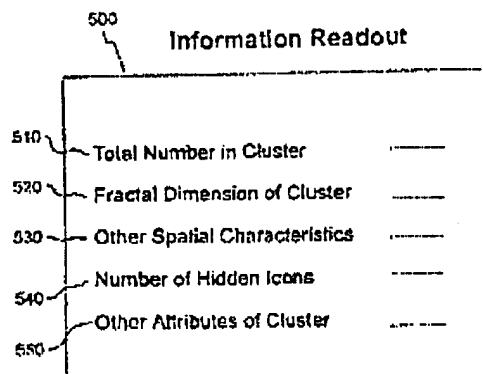 500
Information Readout
510 Total Number in Cluster
520 Fractal Dimension of Cluster
530 Other Spatial Characteristics
540 Number of Hidden Icons
550 Other Attributes of Cluster